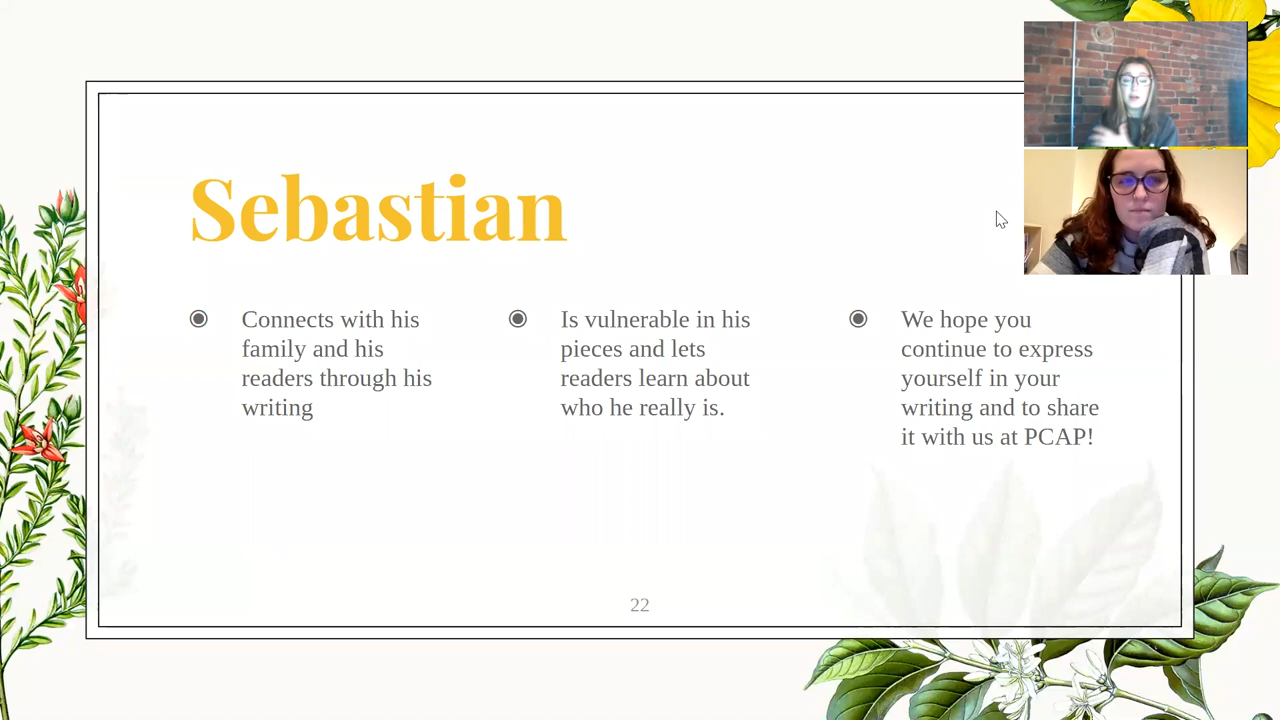 Sebastian
Connects with his
family and his
readers through his
writing
Is vulnerable in his
pieces and lets
readers learn about
who he really is.
We hope you
continue to express
yourself in your
writing and to share
it with us at PCAP!
22